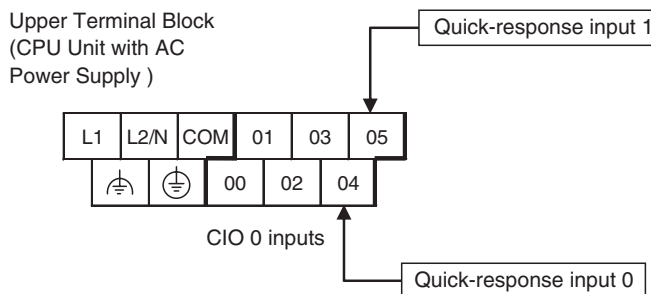 Upper Terminal Block
(CPU Unit with AC
Power Supply )
Quick-response input 1
L1 L2/N COM 01 03 05
00 02 04
CIO 0 inputs
Quick-response input 0